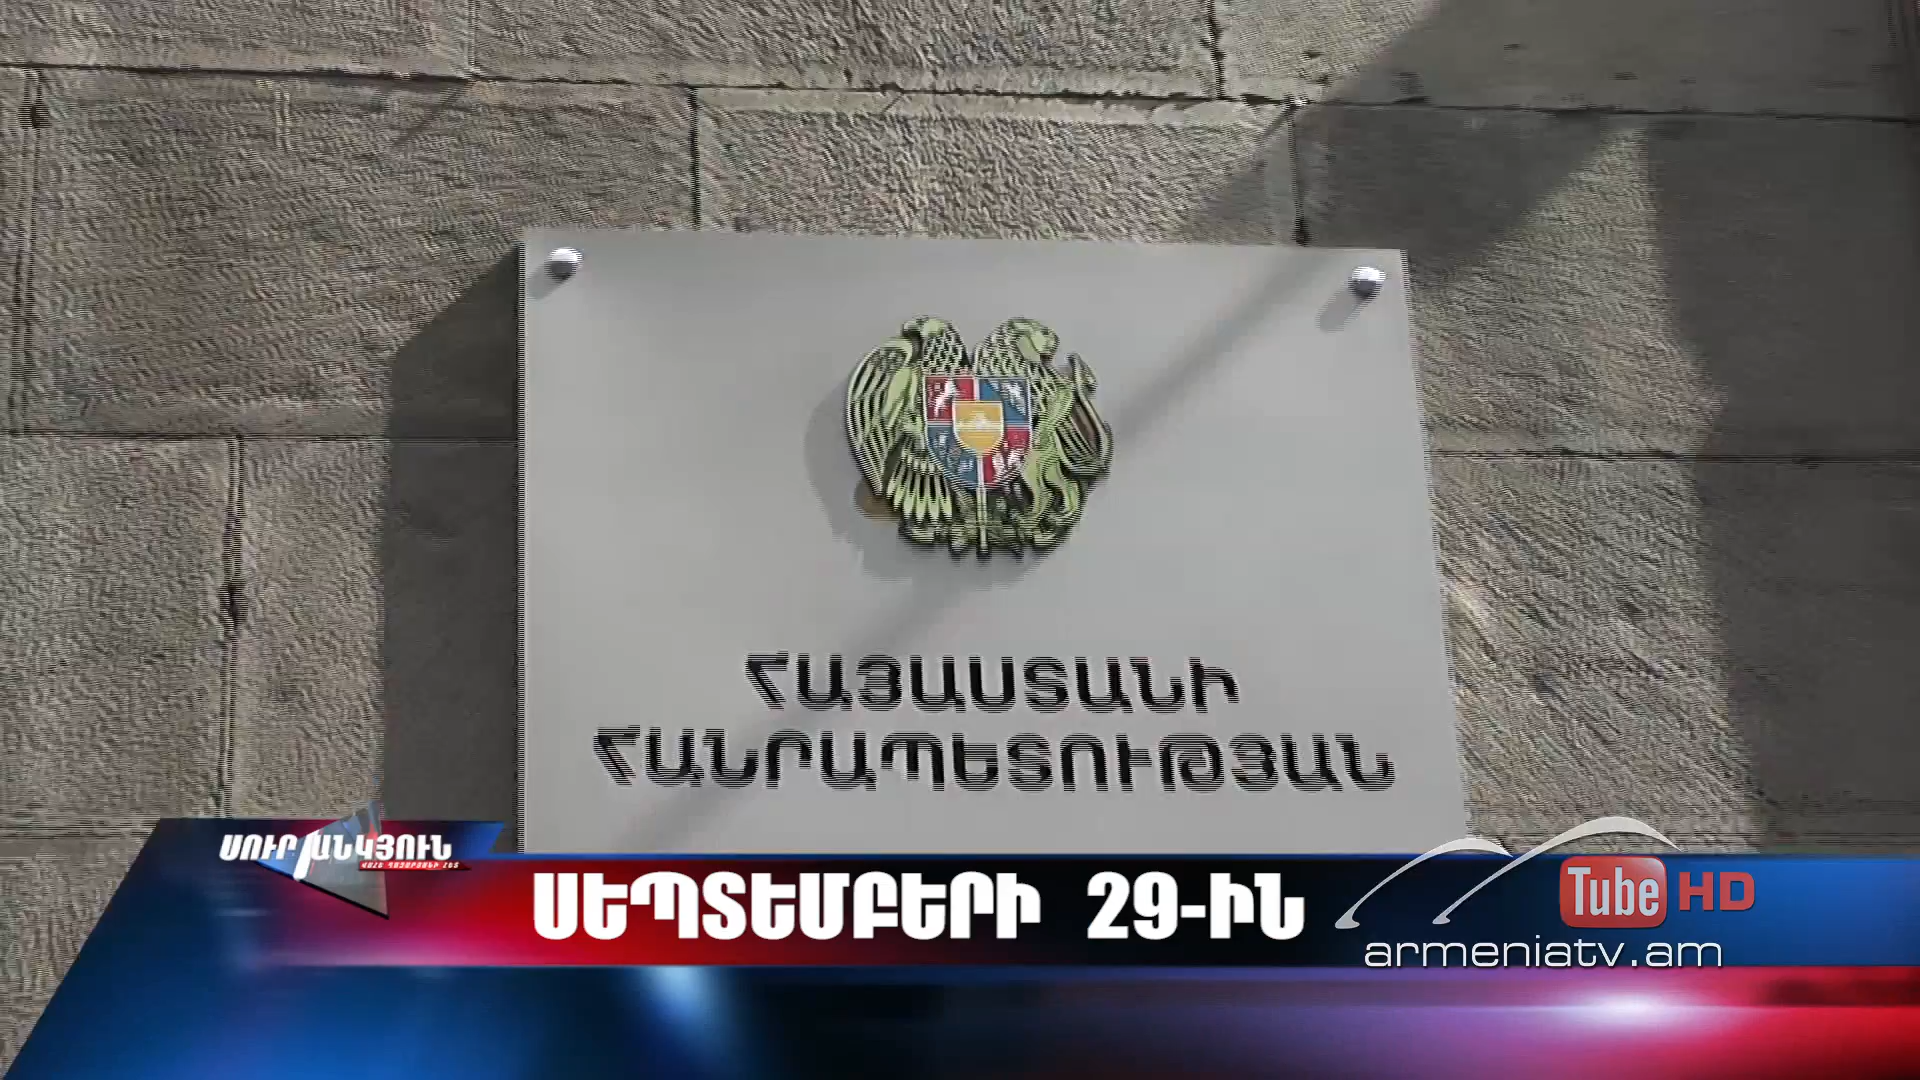 ՀԱՅԱՍՏԱՆԻ
ՀԱՆՐԱՊԵՏՈՒԹՅԱՆ
ՍՈՒՐ ԱՆԿՅՈՒՆ
ՍԵՊՏԵՄԲԵՐԻ 29-ԻՆ
Tube HD
armeniatv.am